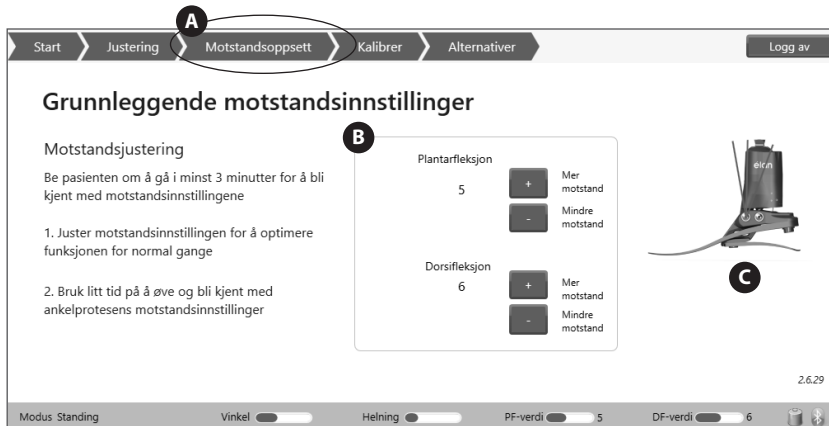 A
Start Justering Motstandsoppsett Kalibrer Alternativer Logg av
Grunnleggende motstandsinnstillinger
Motstandsjustering
Be pasienten om å gå i minst 3 minutter for å bli
kjent med motstandsinnstillingene
1. Juster motstandsinnstillingen for å optimere
funksjonen for normal gange
2. Bruk litt tid på å øve og bli kjent med
ankelprotesens motstandsinnstillinger
B
Plantarfleksjon
5
+
Mer
motstand
-
Mindre
motstand
Dorsifleksjon
6
+
Mer
motstand
-
Mindre
motstand
élan
C
2.6.29
Modus Standing Vinkel Helning PF-verdi 5 DF-verdi 6